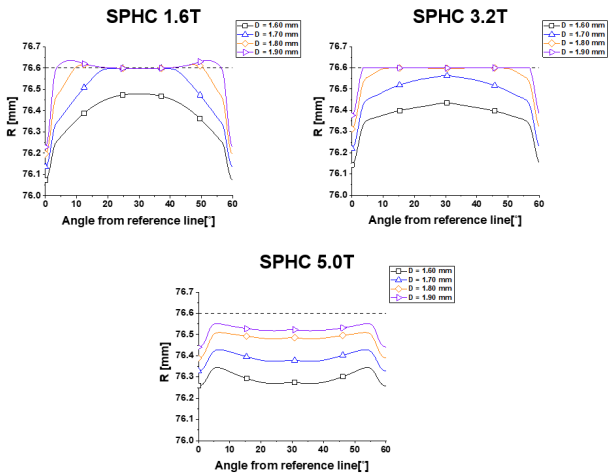 SPHC 1.6T
D = 1.60 mm
D = 1.70 mm
D = 1.80 mm
D = 1.90 mm
R [mm]
76.7
76.6
76.5
76.4
76.3
76.2
76.1
76.0
0 10 20 30 40 50 60
Angle from reference line[°]
SPHC 3.2T
D = 1.60 mm
D = 1.70 mm
D = 1.80 mm
D = 1.90 mm
R [mm]
76.7
76.6
76.5
76.4
76.3
76.2
76.1
76.0
0 10 20 30 40 50 60
Angle from reference line[°]
SPHC 5.0T
D = 1.60 mm
D = 1.70 mm
D = 1.80 mm
D = 1.90 mm
R [mm]
76.7
76.6
76.5
76.4
76.3
76.2
76.1
76.0
0 10 20 30 40 50 60
Angle from reference line[°]